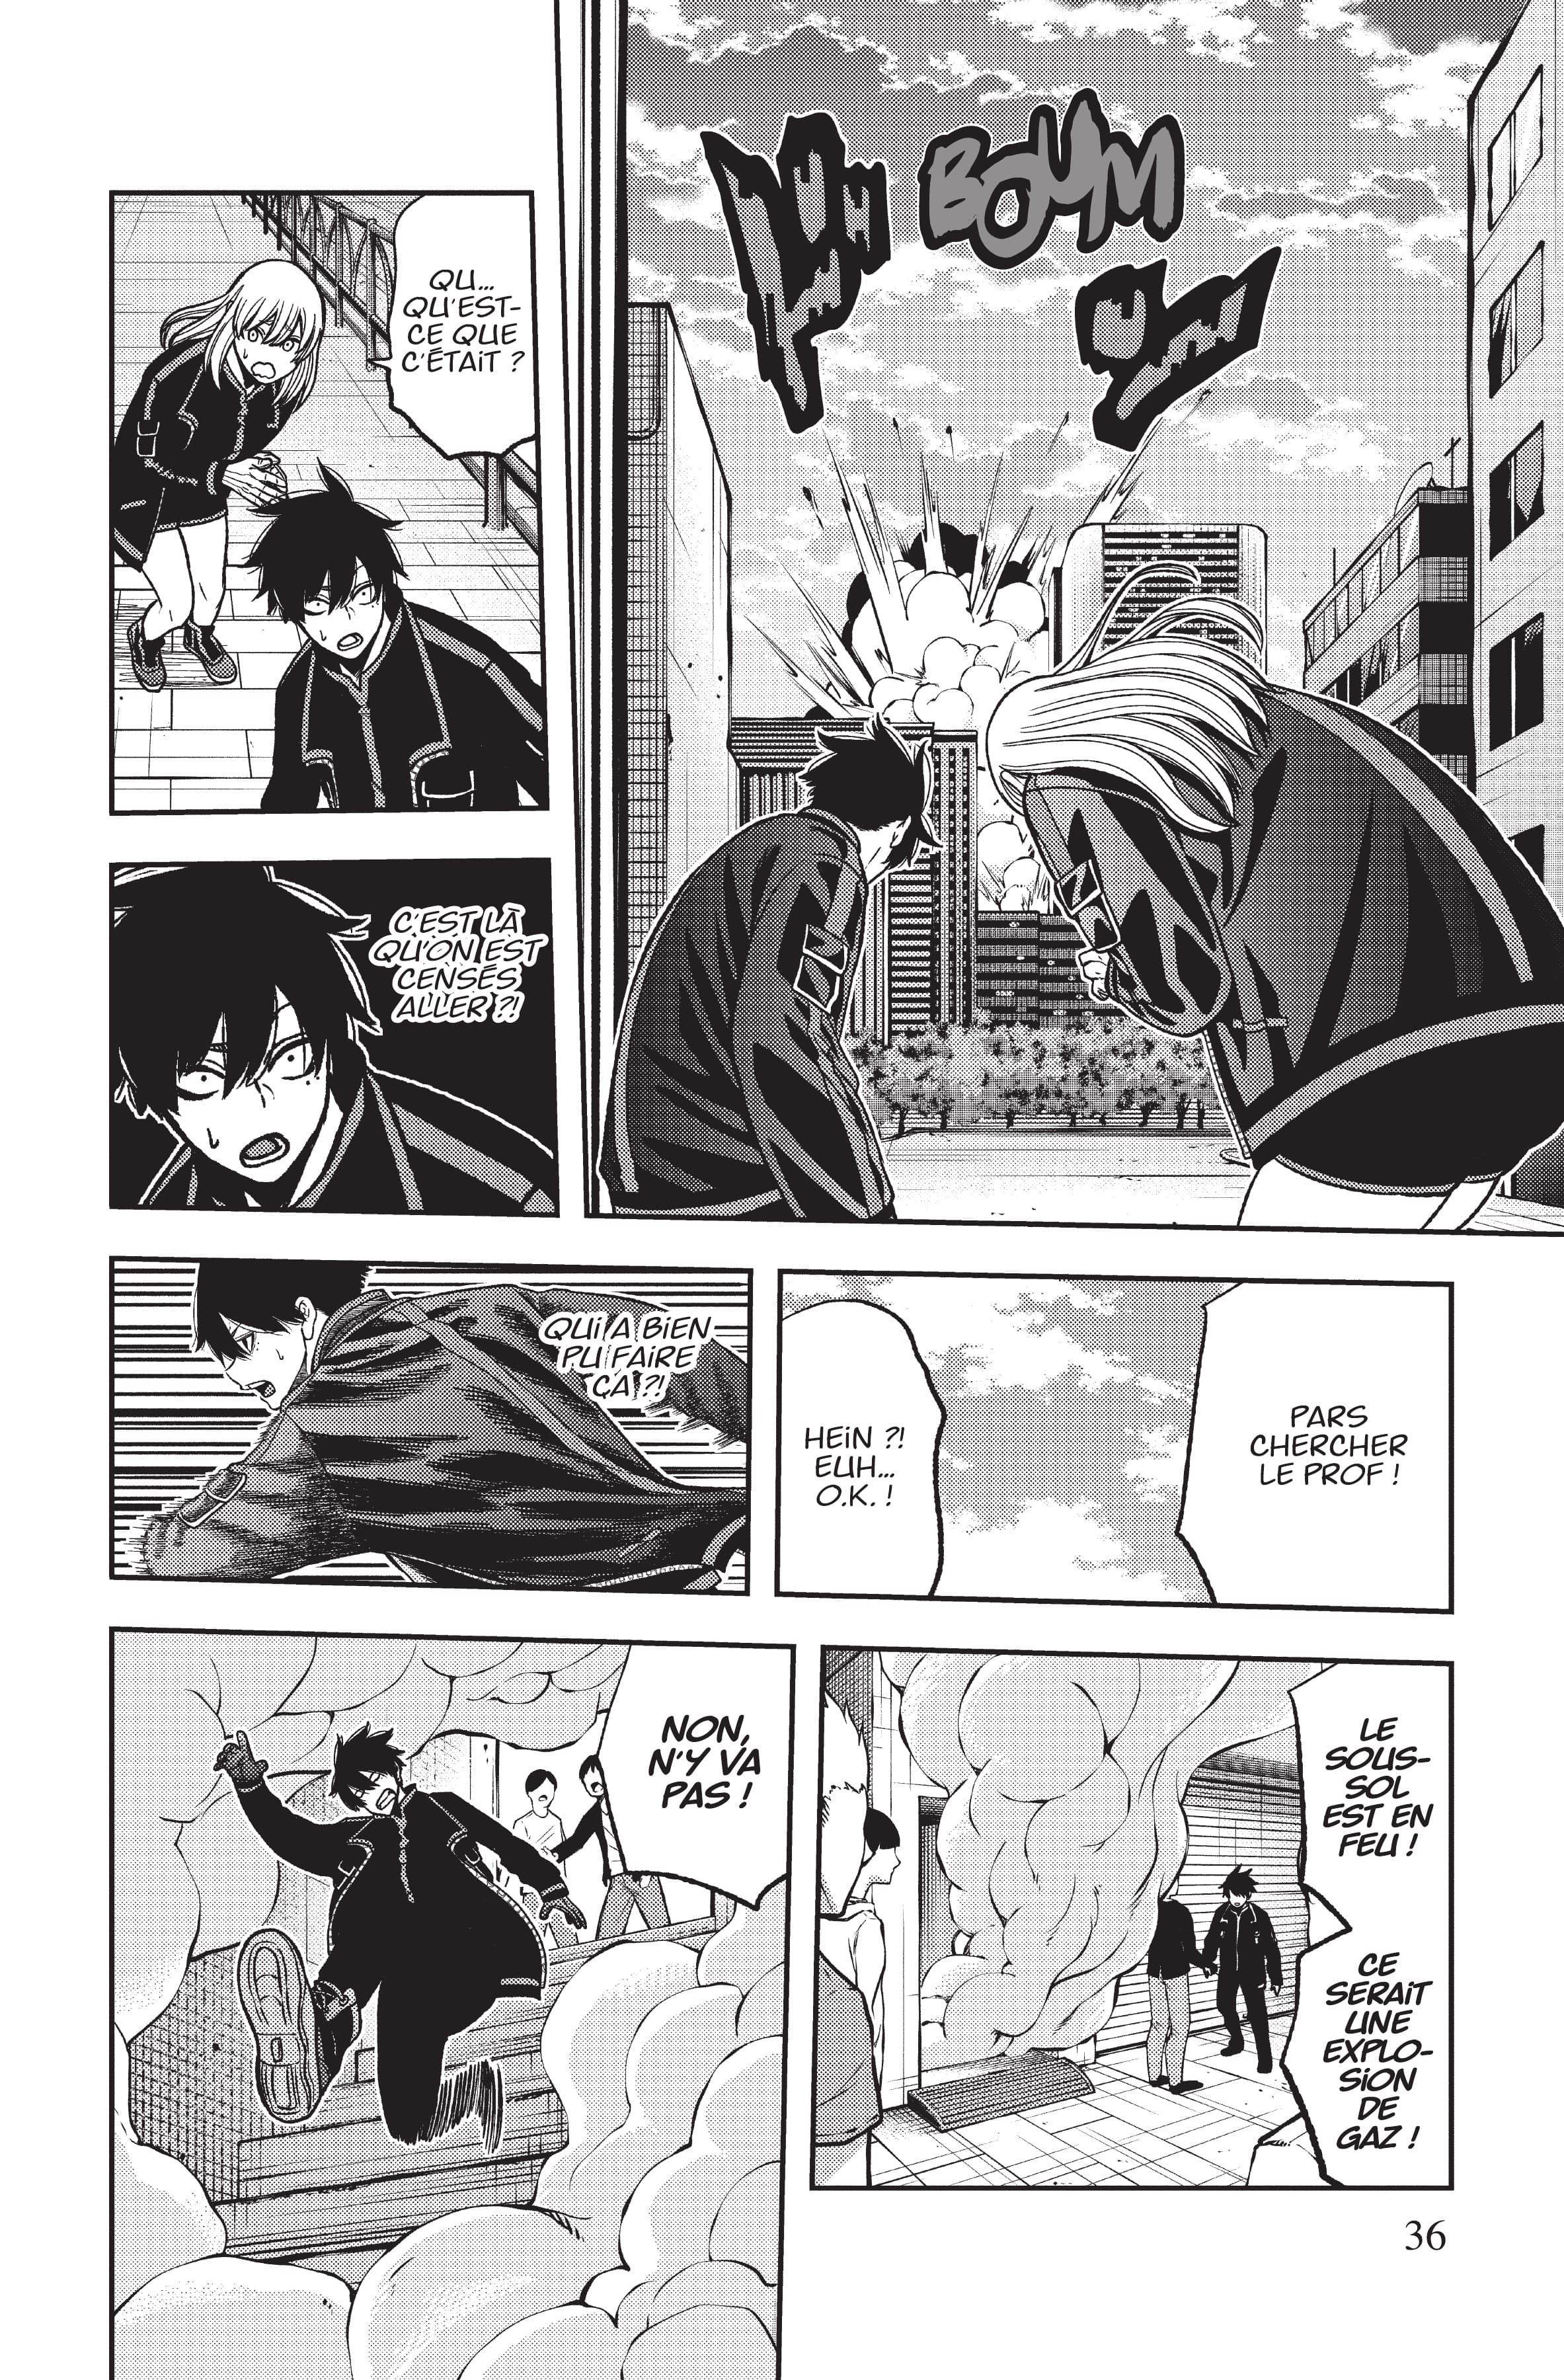 BOUM
QU...
QU'EST-
CE QUE
C'ÉTAIT ?
C'EST LÀ
QU'ON EST
CENSÉS
ALLER ?!
PARS
CHERCHER
LE PROF !
HEIN ?!
EUH...
O.K. !
QUI A BIEN
PU FAIRE
ÇA ?!
LE
SOUS-
SOL
EST EN
FEU !
CE
SERAIT
UNE
EXPLO-
SION
DE
GAZ !
NON,
N'Y VA
PAS !
36